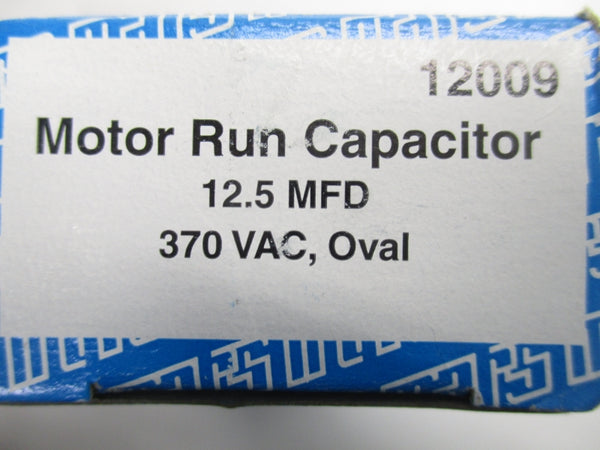 12009
Motor Run Capacitor
12.5 MFD
370 VAC, Oval